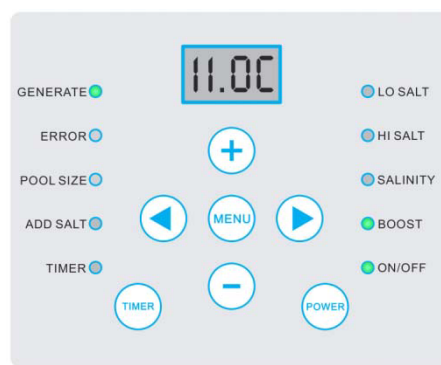 11.0C
GENERATE
LO SALT
ERROR
+
HI SALT
POOL SIZE
SALINITY
ADD SALT
MENU
BOOST
TIMER
−
ON/OFF
TIMER
POWER